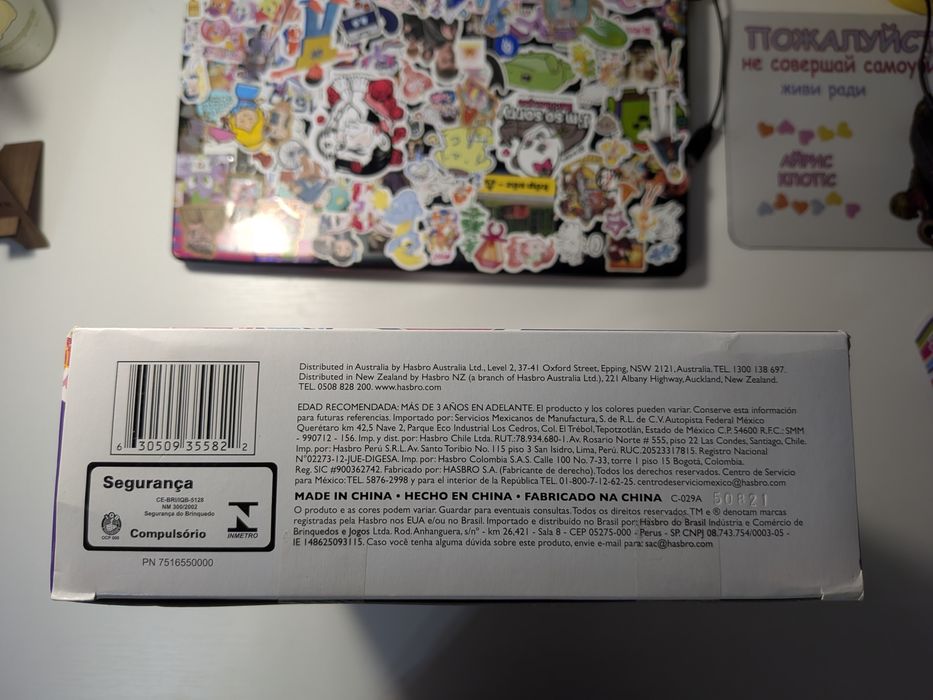 ПОЖАЛУЙСТ
не совершай самоуби
живи ради
АЙРИС
КЛОТІС
I'm so sorry
6 30509 35582 2
Segurança
CE-BRI/IQB-5128
NM 300/2002
Segurança do Brinquedo
Compulsório
OCP 000
INMETRO
PN 7516550000
Distributed in Australia by Hasbro Australia Ltd., Level 2, 37-41 Oxford Street, Epping, NSW 2121, Australia. TEL. 1300 138 697.
Distributed in New Zealand by Hasbro NZ (a branch of Hasbro Australia Ltd.), 221 Albany Highway, Auckland, New Zealand.
TEL. 0508 828 200. www.hasbro.com
EDAD RECOMENDADA: MÁS DE 3 AÑOS EN ADELANTE. El producto y los colores pueden variar. Conserve esta información
para futuras referencias. Importado por: Servicios Mexicanos de Manufactura, S. de R.L. de C.V. Autopista Federal México
Querétaro km 42,5 Nave 2, Parque Eco Industrial Los Cedros, Col. El Trébol, Tepotzotlán, Estado de México C.P. 54600 R.F.C.: SMM
- 990712 - 156. Imp. y dist. por: Hasbro Chile Ltda. RUT.:78.934.680-1. Av. Rosario Norte # 555, piso 22 Las Condes, Santiago, Chile.
Imp. por: Hasbro Perú S.R.L. Av. Santo Toribio No. 115 piso 3 San Isidro, Lima, Perú. RUC. 20523317815. Registro Nacional
N°02273-12-JUE-DIGESA. Imp. por: Hasbro Colombia S.A.S. Calle 100 No. 7-33, torre 1 piso 15 Bogotá, Colombia.
Reg. SIC #900362742. Fabricado por: HASBRO S.A. (Fabricante de derecho). Todos los derechos reservados. Centro de Servicio
para México: TEL. 5876-2998 y para el interior de la República TEL. 01-800-7-12-62-25. centrodeserviciomexico@hasbro.com
MADE IN CHINA • HECHO EN CHINA • FABRICADO NA CHINA C-029A 50821
O produto e as cores podem variar. Guardar para eventuais consultas. Todos os direitos reservados. TM e ® denotam marcas
registradas pela Hasbro nos EUA e/ou no Brasil. Importado e distribuído no Brasil por: Hasbro do Brasil Indústria e Comércio de
Brinquedos e Jogos Ltda. Rod. Anhanguera, s/nº - km 26,421 - Sala 8 - CEP 05275-000 - Perus - SP. CNPJ 08.743.754/0003-05 -
IE 148625093115. Caso você tenha alguma dúvida sobre este produto, envie e-mail para: sac@hasbro.com